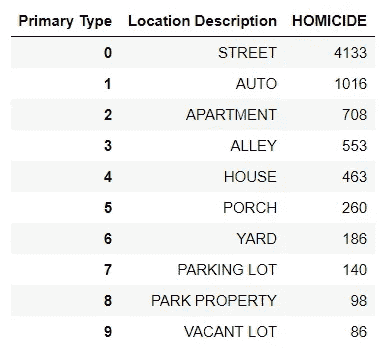 Primary Type Location Description HOMICIDE
0 STREET 4133
1 AUTO 1016
2 APARTMENT 708
3 ALLEY 553
4 HOUSE 463
5 PORCH 260
6 YARD 186
7 PARKING LOT 140
8 PARK PROPERTY 98
9 VACANT LOT 86